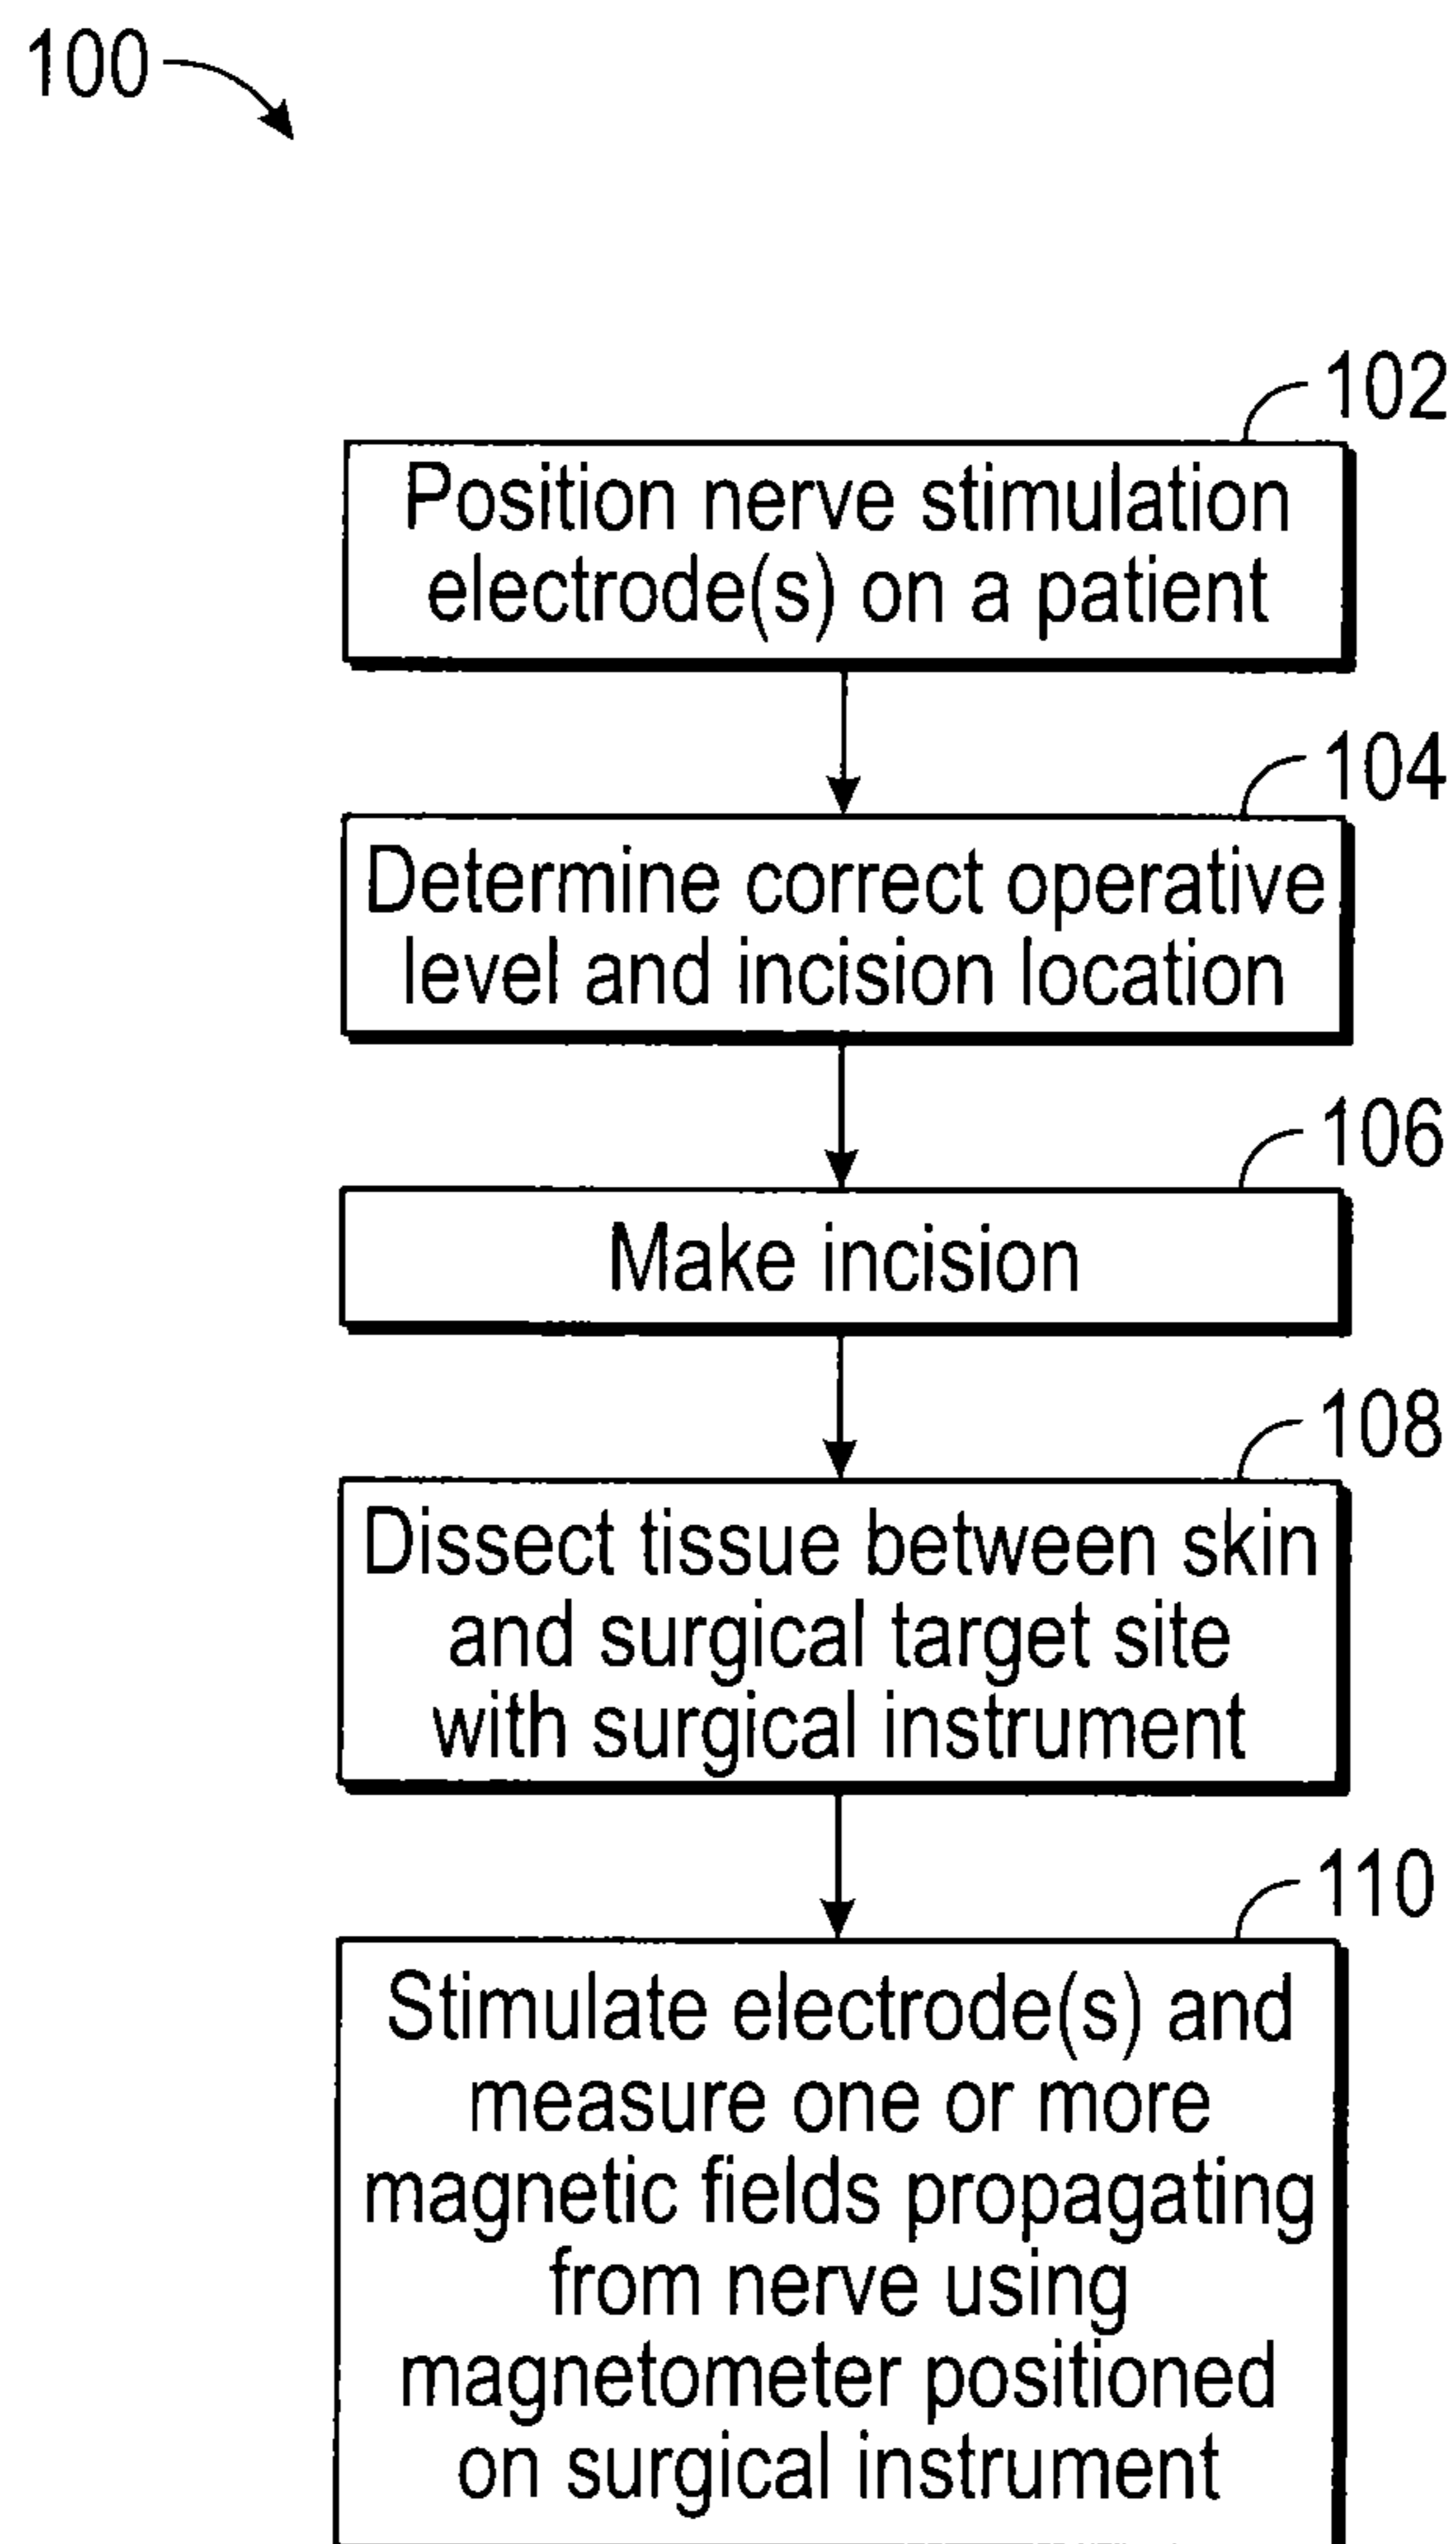 100
102
Position nerve stimulation
electrode(s) on a patient
104
Determine correct operative
level and incision location
106
Make incision
108
Dissect tissue between skin
and surgical target site
with surgical instrument
110
Stimulate electrode(s) and
measure one or more
magnetic fields propagating
from nerve using
magnetometer positioned
on surgical instrument